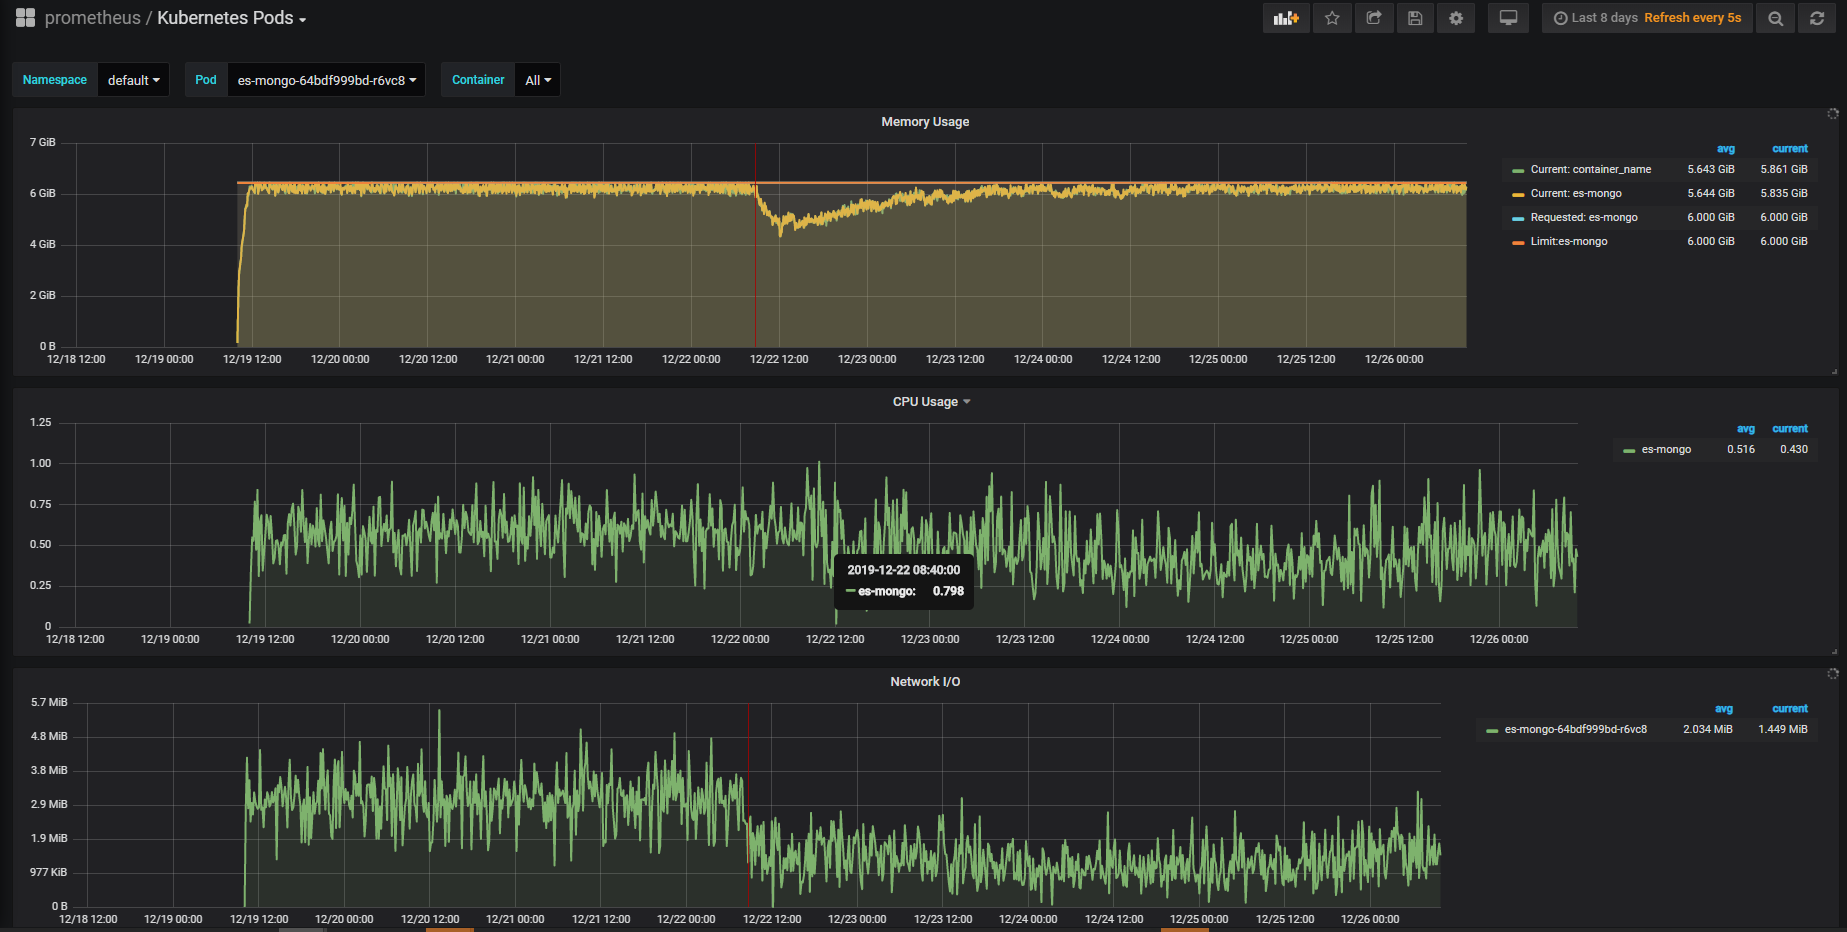 prometheus / Kubernetes Pods
Last 8 days Refresh every 5s
Namespace default Pod es-mongo-64bdf999bd-r6vc8 Container All
Memory Usage
7 GiB
6 GiB
4 GiB
2 GiB
0 B
12/18 12:00 12/19 00:00 12/19 12:00 12/20 00:00 12/20 12:00 12/21 00:00 12/21 12:00 12/22 00:00 12/22 12:00 12/23 00:00 12/23 12:00 12/24 00:00 12/24 12:00 12/25 00:00 12/25 12:00 12/26 00:00
avg current
Current: container_name 5.643 GiB 5.861 GiB
Current: es-mongo 5.644 GiB 5.835 GiB
Requested: es-mongo 6.000 GiB 6.000 GiB
Limit:es-mongo 6.000 GiB 6.000 GiB
CPU Usage
1.25
1.00
0.75
0.50
0.25
0
12/18 12:00 12/19 00:00 12/19 12:00 12/20 00:00 12/20 12:00 12/21 00:00 12/21 12:00 12/22 00:00 12/22 12:00 12/23 00:00 12/23 12:00 12/24 00:00 12/24 12:00 12/25 00:00 12/25 12:00 12/26 00:00
2019-12-22 08:40:00
es-mongo: 0.798
avg current
es-mongo 0.516 0.430
Network I/O
5.7 MiB
4.8 MiB
3.8 MiB
2.9 MiB
1.9 MiB
977 KiB
0 B
12/18 12:00 12/19 00:00 12/19 12:00 12/20 00:00 12/20 12:00 12/21 00:00 12/21 12:00 12/22 00:00 12/22 12:00 12/23 00:00 12/23 12:00 12/24 00:00 12/24 12:00 12/25 00:00 12/25 12:00 12/26 00:00
avg current
es-mongo-64bdf999bd-r6vc8 2.034 MiB 1.449 MiB